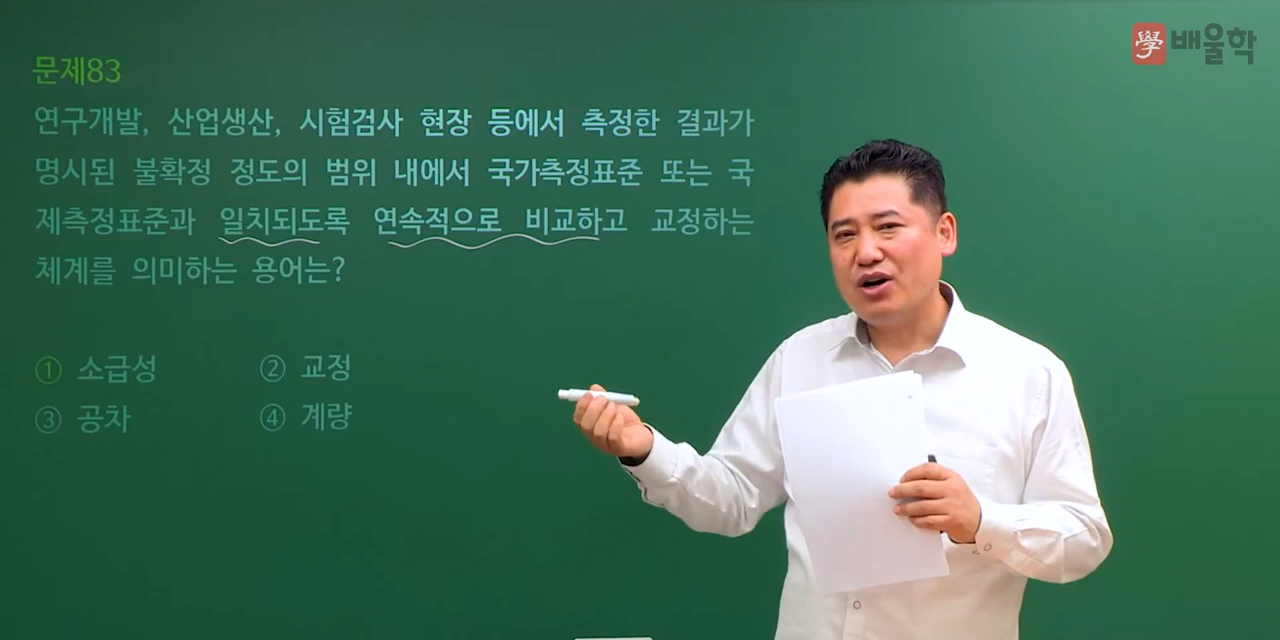 學 배울학
문제83
연구개발, 산업생산, 시험검사 현장 등에서 측정한 결과가
명시된 불확정 정도의 범위 내에서 국가측정표준 또는 국
제측정표준과 일치되도록 연속적으로 비교하고 교정하는
체계를 의미하는 용어는?
① 소급성 ② 교정
③ 공차 ④ 계량